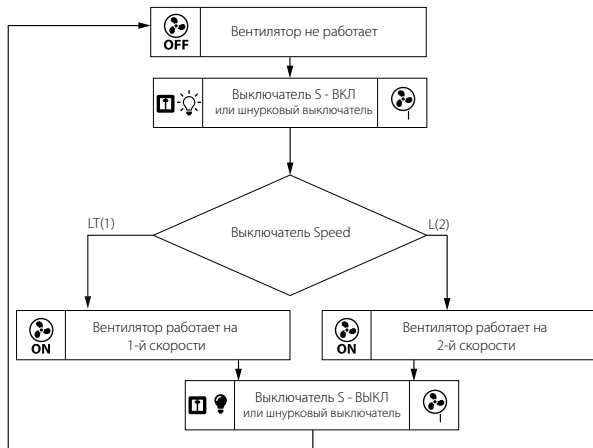 OFF
Вентилятор не работает
Выключатель S - ВКЛ
или шнурковый выключатель
LT(1)
Выключатель Speed
L(2)
ON
Вентилятор работает на
1-й скорости
ON
Вентилятор работает на
2-й скорости
Выключатель S - ВЫКЛ
или шнурковый выключатель